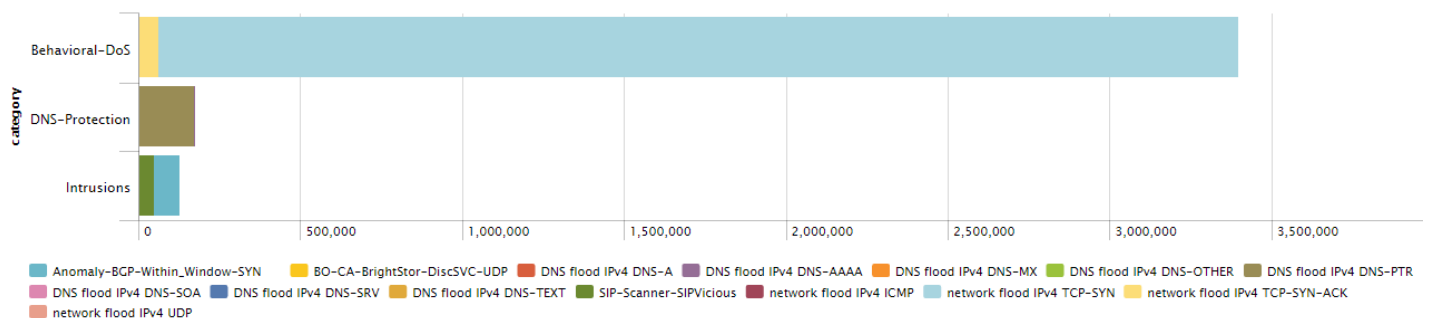 category
Behavioral-DoS
DNS-Protection
Intrusions
0 500,000 1,000,000 1,500,000 2,000,000 2,500,000 3,000,000 3,500,000
Anomaly-BGP-Within_Window-SYN BO-CA-BrightStor-DiscSVC-UDP DNS flood IPv4 DNS-A DNS flood IPv4 DNS-AAAA DNS flood IPv4 DNS-MX DNS flood IPv4 DNS-OTHER DNS flood IPv4 DNS-PTR
DNS flood IPv4 DNS-SOA DNS flood IPv4 DNS-SRV DNS flood IPv4 DNS-TEXT SIP-Scanner-SIPVicious network flood IPv4 ICMP network flood IPv4 TCP-SYN network flood IPv4 TCP-SYN-ACK
network flood IPv4 UDP